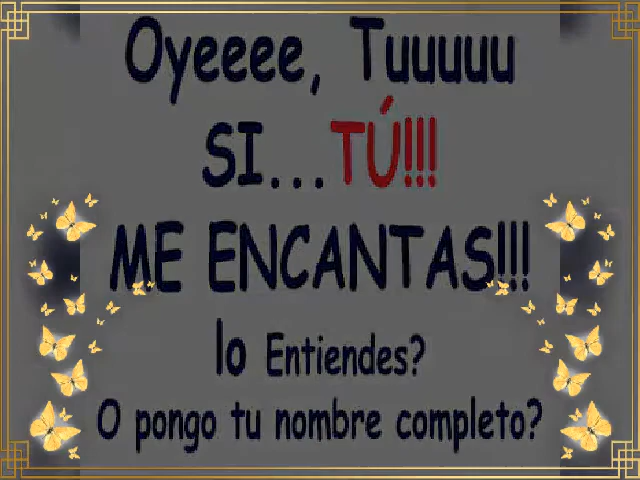 Oyeeee, Tuuuuu
SI...TÚ!!!
ME ENCANTAS!!!
lo Entiendes?
O pongo tu nombre completo?